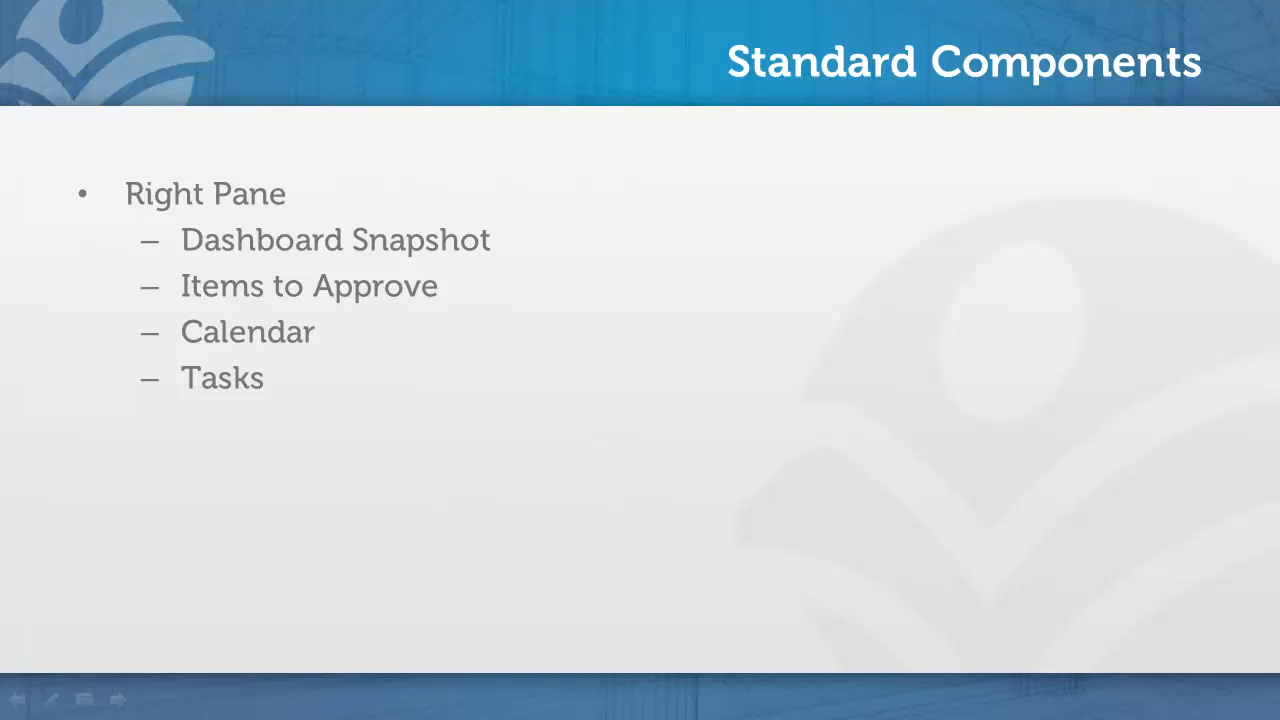 Standard Components
• Right Pane
– Dashboard Snapshot
– Items to Approve
– Calendar
– Tasks